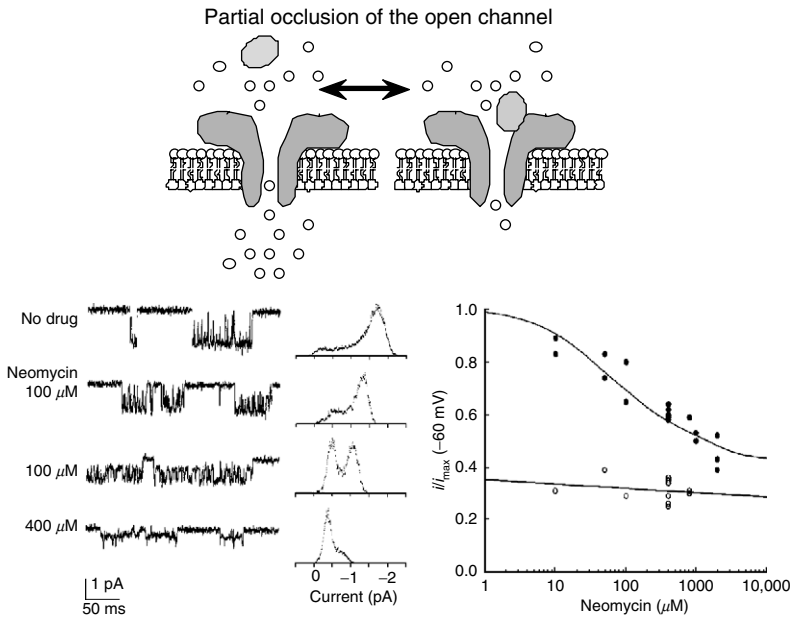 Partial occlusion of the open channel
No drug
Neomycin
100 μM
100 μM
400 μM
1 pA
50 ms
0 −1 −2
Current (pA)
i/imax (−60 mV)
1.0
0.8
0.6
0.4
0.2
0.0
1 10 100 1000 10,000
Neomycin (μM)